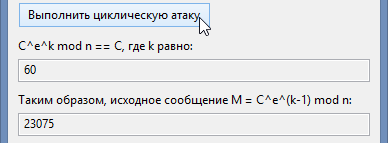 Выполнить циклическую атаку
C^e^k mod n == C, где k равно:
60
Таким образом, исходное сообщение M = C^e^(k-1) mod n:
23075